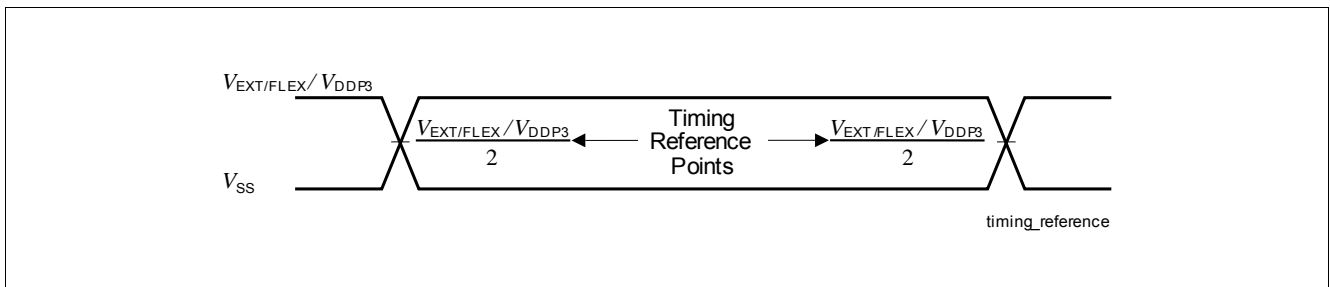 VEXT/FLEX / VDDP3
VEXT/FLEX / VDDP3
2
Timing
Reference
Points
VEXT/FLEX / VDDP3
2
VSS
timing_reference